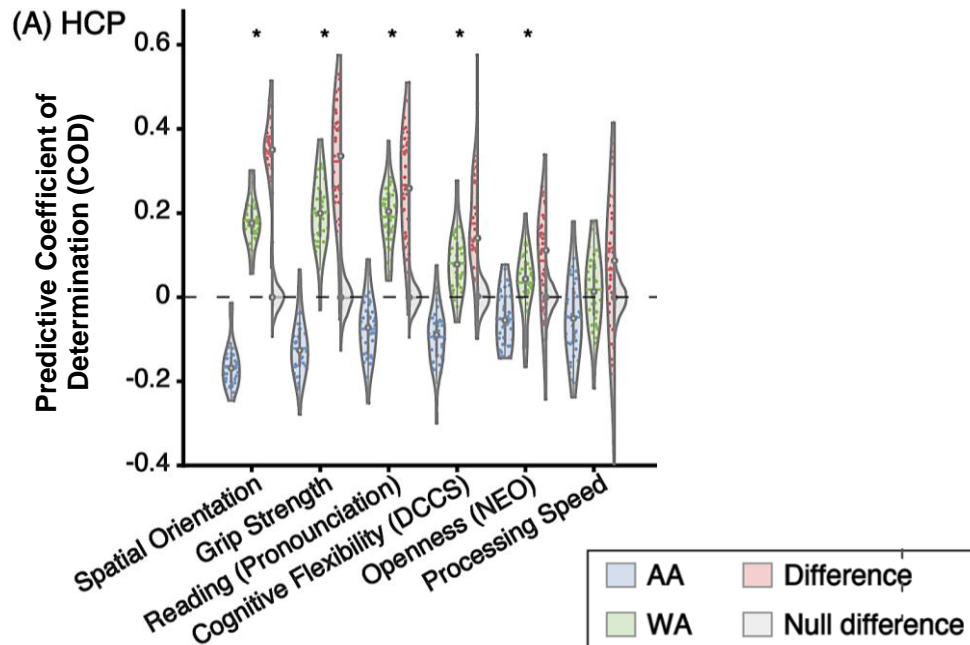 (A) HCP
* * * * *
Predictive Coefficient of
Determination (COD)
0.6
0.4
0.2
0
-0.2
-0.4
Spatial Orientation
Grip Strength
Reading (Pronounciation)
Cognitive Flexibility (DCCS)
Openness (NEO)
Processing Speed
AA
Difference
WA
Null difference